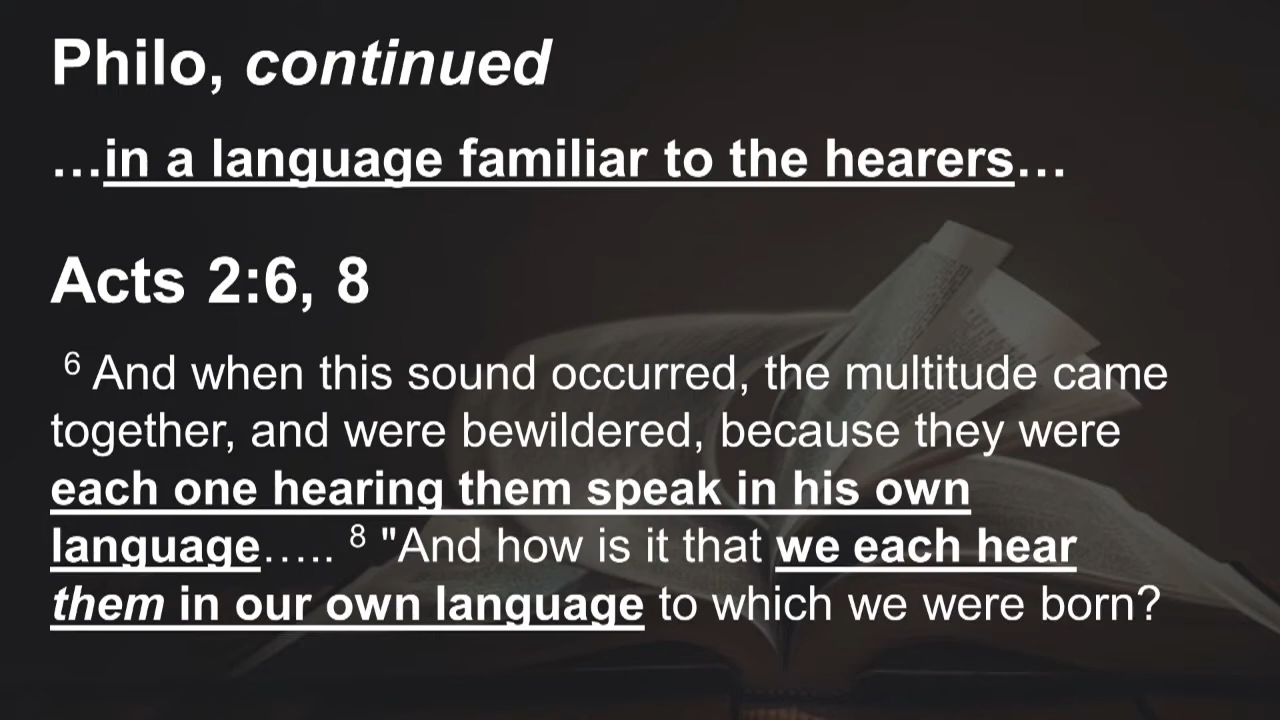 Philo, continued
…in a language familiar to the hearers…
Acts 2:6, 8
6 And when this sound occurred, the multitude came
together, and were bewildered, because they were
each one hearing them speak in his own
language….. 8 "And how is it that we each hear
them in our own language to which we were born?